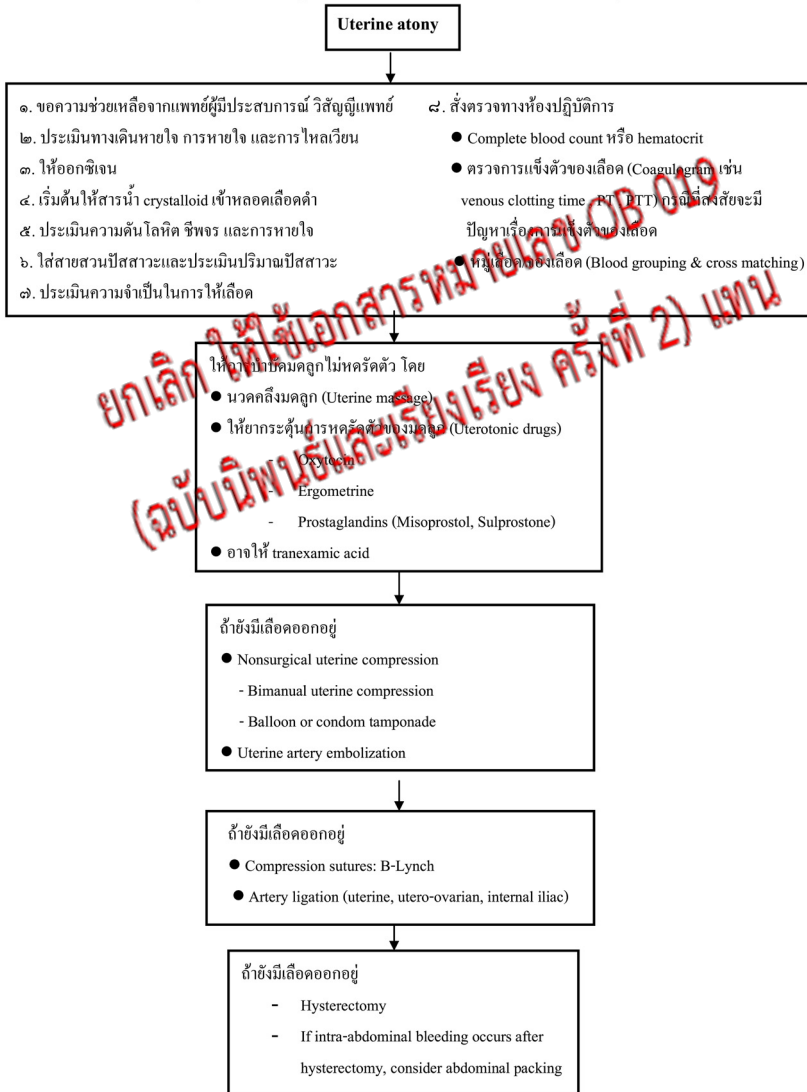 Uterine atony
๑. ขอความช่วยเหลือจากแพทย์ผู้มีประสบการณ์ วิสัญญีแพทย์
๒. ประเมินทางเดินหายใจ การหายใจ และการไหลเวียน
๓. ให้ออกซิเจน
๔. เริ่มต้นให้สารน้ำ crystalloid เข้าหลอดเลือดดำ
๕. ประเมินความดันโลหิต ชีพจร และการหายใจ
๖. ใส่สายสวนปัสสาวะและประเมินปริมาณปัสสาวะ
๗. ประเมินความจำเป็นในการให้เลือด
๘. สั่งตรวจทางห้องปฏิบัติการ
● Complete blood count หรือ hematocrit
● ตรวจการแข็งตัวของเลือด (Coagulogram เช่น
venous clotting time , PT , PTT) กรณีที่สงสัยจะมี
ปัญหาเรื่องการแข็งตัวของเลือด
● หมู่เลือด/จองเลือด (Blood grouping & cross matching)
ยกเลิก ให้ใช้เอกสารหมายเลข OB 019
(ฉบับนิพนธ์และเรียงเรียง ครั้งที่ 2) แทน
ให้การบำบัดมดลูกไม่หดรัดตัว โดย
● นวดคลึงมดลูก (Uterine massage)
● ให้ยากระตุ้นการหดรัดตัวของมดลูก (Uterotonic drugs)
- Oxytocin
- Ergometrine
- Prostaglandins (Misoprostol, Sulprostone)
● อาจให้ tranexamic acid
ถ้ายังมีเลือดออกอยู่
● Nonsurgical uterine compression
- Bimanual uterine compression
- Balloon or condom tamponade
● Uterine artery embolization
ถ้ายังมีเลือดออกอยู่
● Compression sutures: B-Lynch
● Artery ligation (uterine, utero-ovarian, internal iliac)
ถ้ายังมีเลือดออกอยู่
- Hysterectomy
- If intra-abdominal bleeding occurs after
hysterectomy, consider abdominal packing